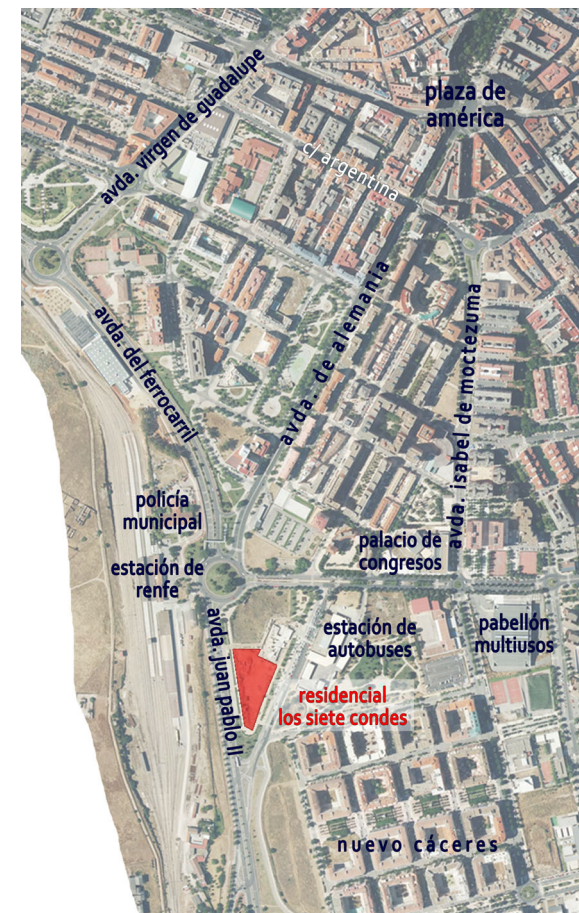 plaza de
américa
avda. virgen de guadalupe
c/ argentina
avda. de alemania
avda. isabel de moctezuma
avda. del ferrocarril
policía
municipal
palacio de
congresos
estación de
renfe
avda. juan pablo II
estación de
autobuses
pabellón
multiusos
residencial
los siete condes
nuevo cáceres